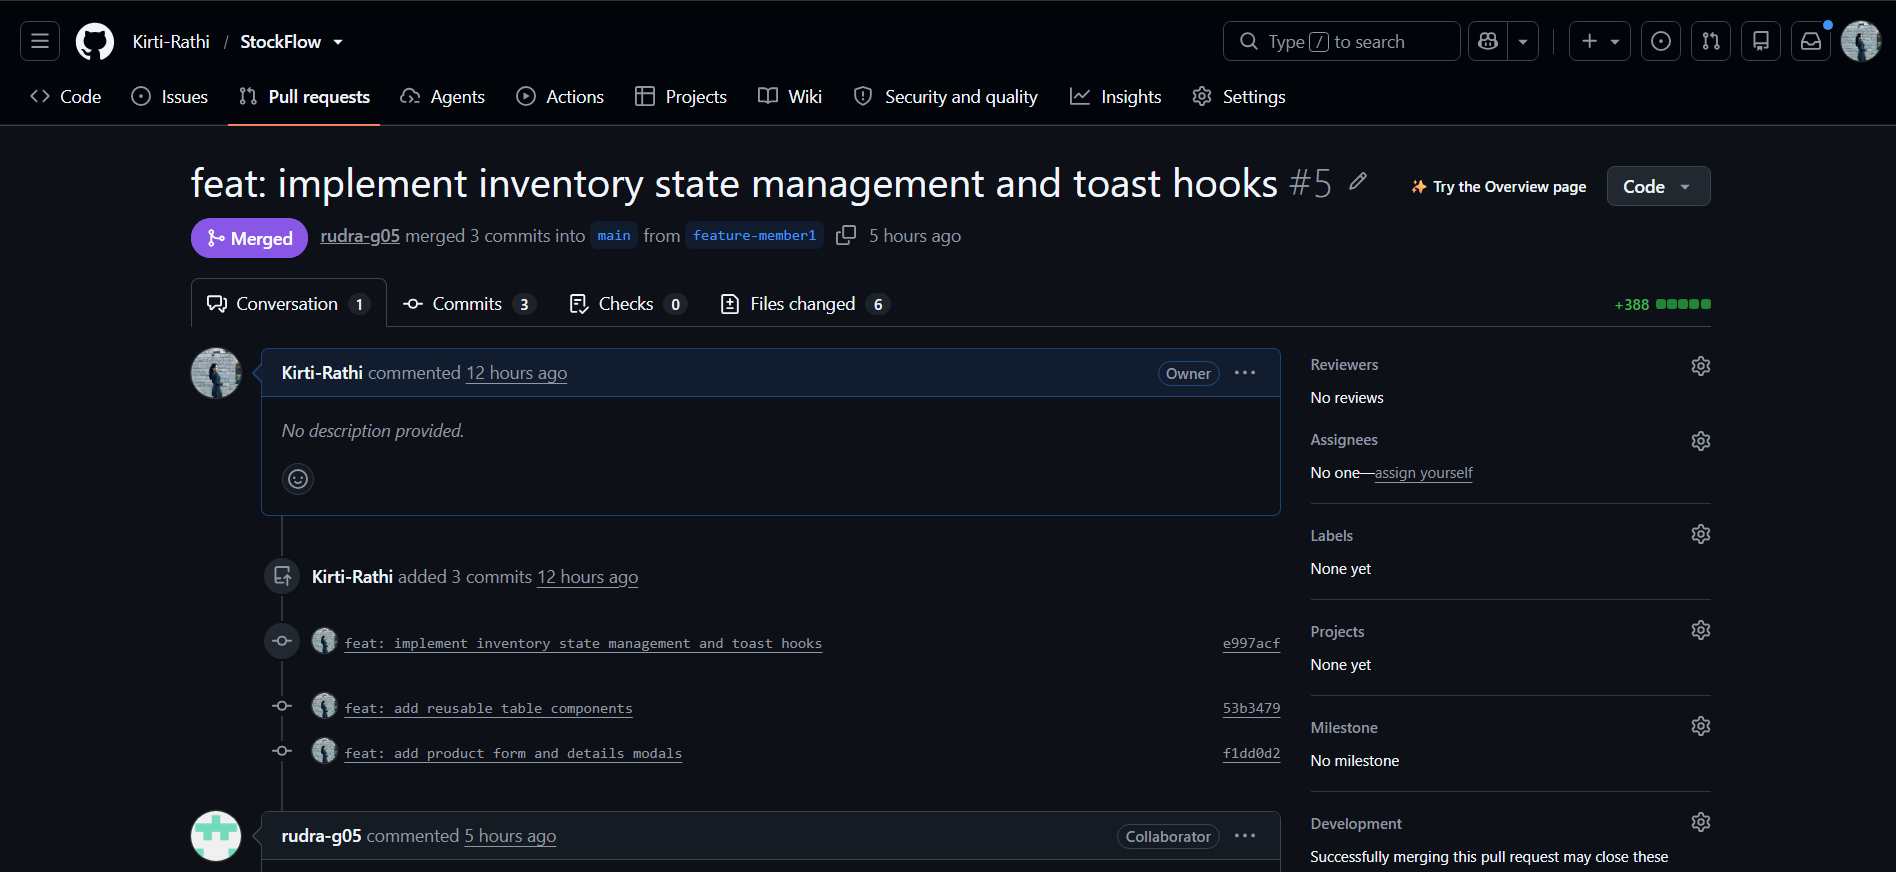 Kirti-Rathi / StockFlow
Type / to search
Code Issues Pull requests Agents Actions Projects Wiki Security and quality Insights Settings
feat: implement inventory state management and toast hooks #5
Try the Overview page
Code
Merged
rudra-g05 merged 3 commits into main from feature-member1 5 hours ago
Conversation 1 Commits 3 Checks 0 Files changed 6
+388
Kirti-Rathi commented 12 hours ago
Owner
No description provided.
Kirti-Rathi added 3 commits 12 hours ago
feat: implement inventory state management and toast hooks e997acf
feat: add reusable table components 53b3479
feat: add product form and details modals f1dd0d2
rudra-g05 commented 5 hours ago
Collaborator
Reviewers
No reviews
Assignees
No one—assign yourself
Labels
None yet
Projects
None yet
Milestone
No milestone
Development
Successfully merging this pull request may close these